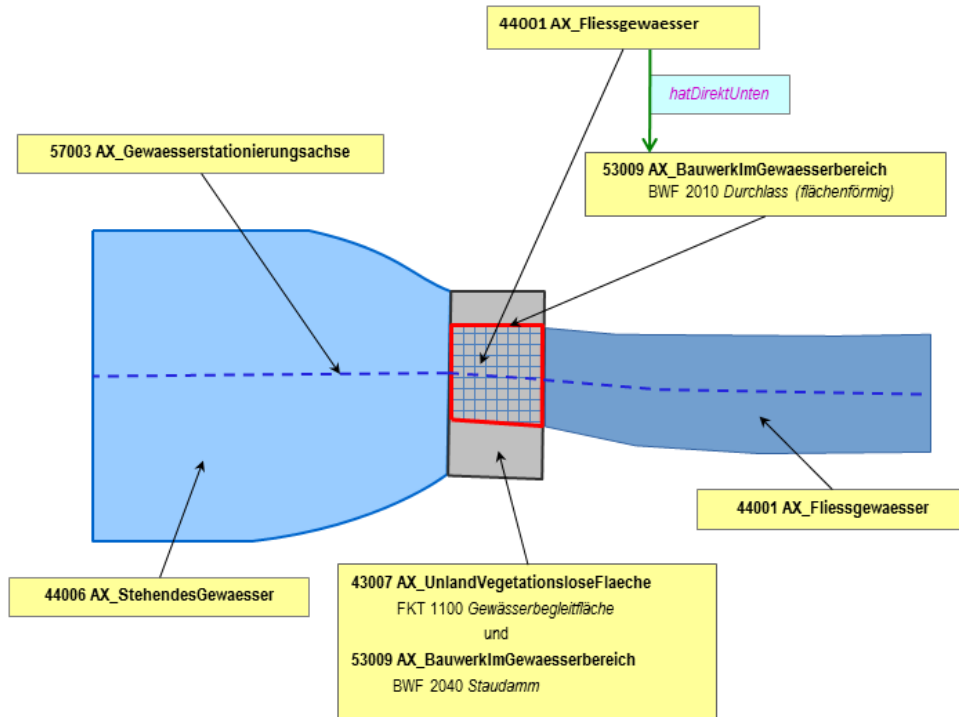 44001 AX_Fliessgewaesser
hatDirektUnten
57003 AX_Gewaesserstationierungsachse
53009 AX_BauwerkImGewaesserbereich
BWF 2010 Durchlass (flächenförmig)
44001 AX_Fliessgewaesser
44006 AX_StehendesGewaesser
43007 AX_UnlandVegetationsloseFlaeche
FKT 1100 Gewässerbegleitfläche
und
53009 AX_BauwerkImGewaesserbereich
BWF 2040 Staudamm